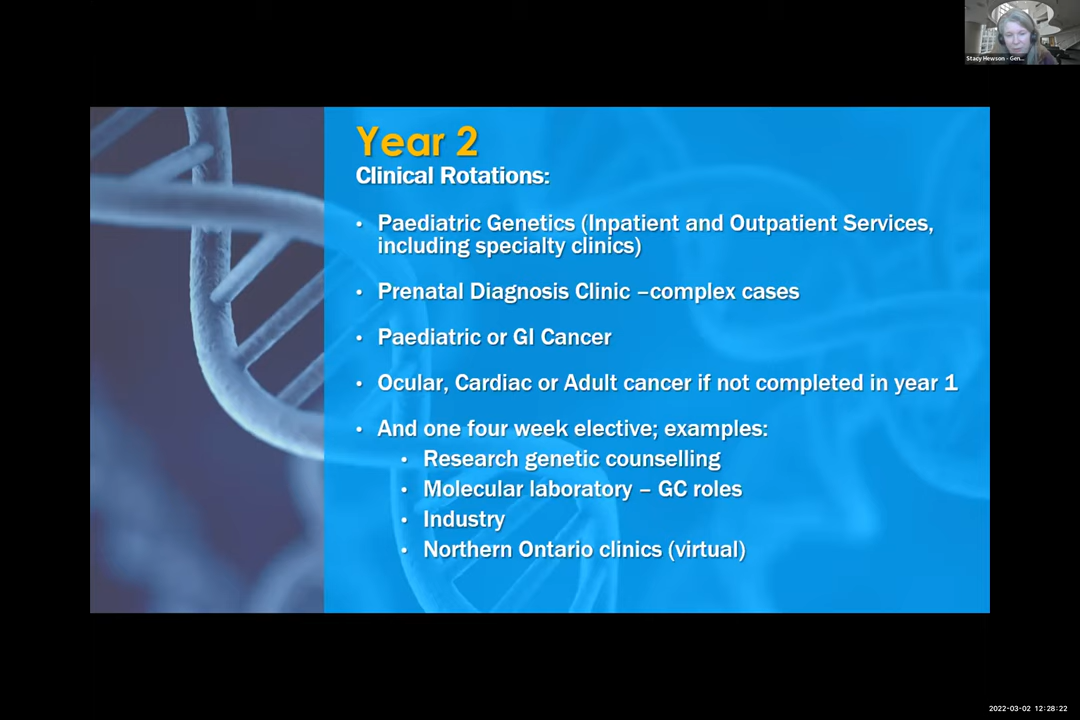 Stacy Hewson - Gen...
Year 2
Clinical Rotations:
• Paediatric Genetics (Inpatient and Outpatient Services,
including specialty clinics)
• Prenatal Diagnosis Clinic –complex cases
• Paediatric or GI Cancer
• Ocular, Cardiac or Adult cancer if not completed in year 1
• And one four week elective; examples:
• Research genetic counselling
• Molecular laboratory – GC roles
• Industry
• Northern Ontario clinics (virtual)
2022-03-02 12:28:22